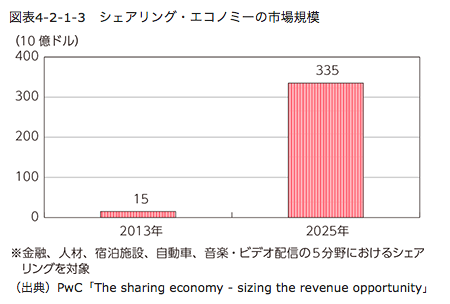 図表4-2-1-3 シェアリング・エコノミーの市場規模
（10 億ドル）
400
335
300
200
100
15
0
2013年 2025年
※金融、人材、宿泊施設、自動車、音楽・ビデオ配信の５分野におけるシェア
リングを対象
（出典）PwC「The sharing economy - sizing the revenue opportunity」